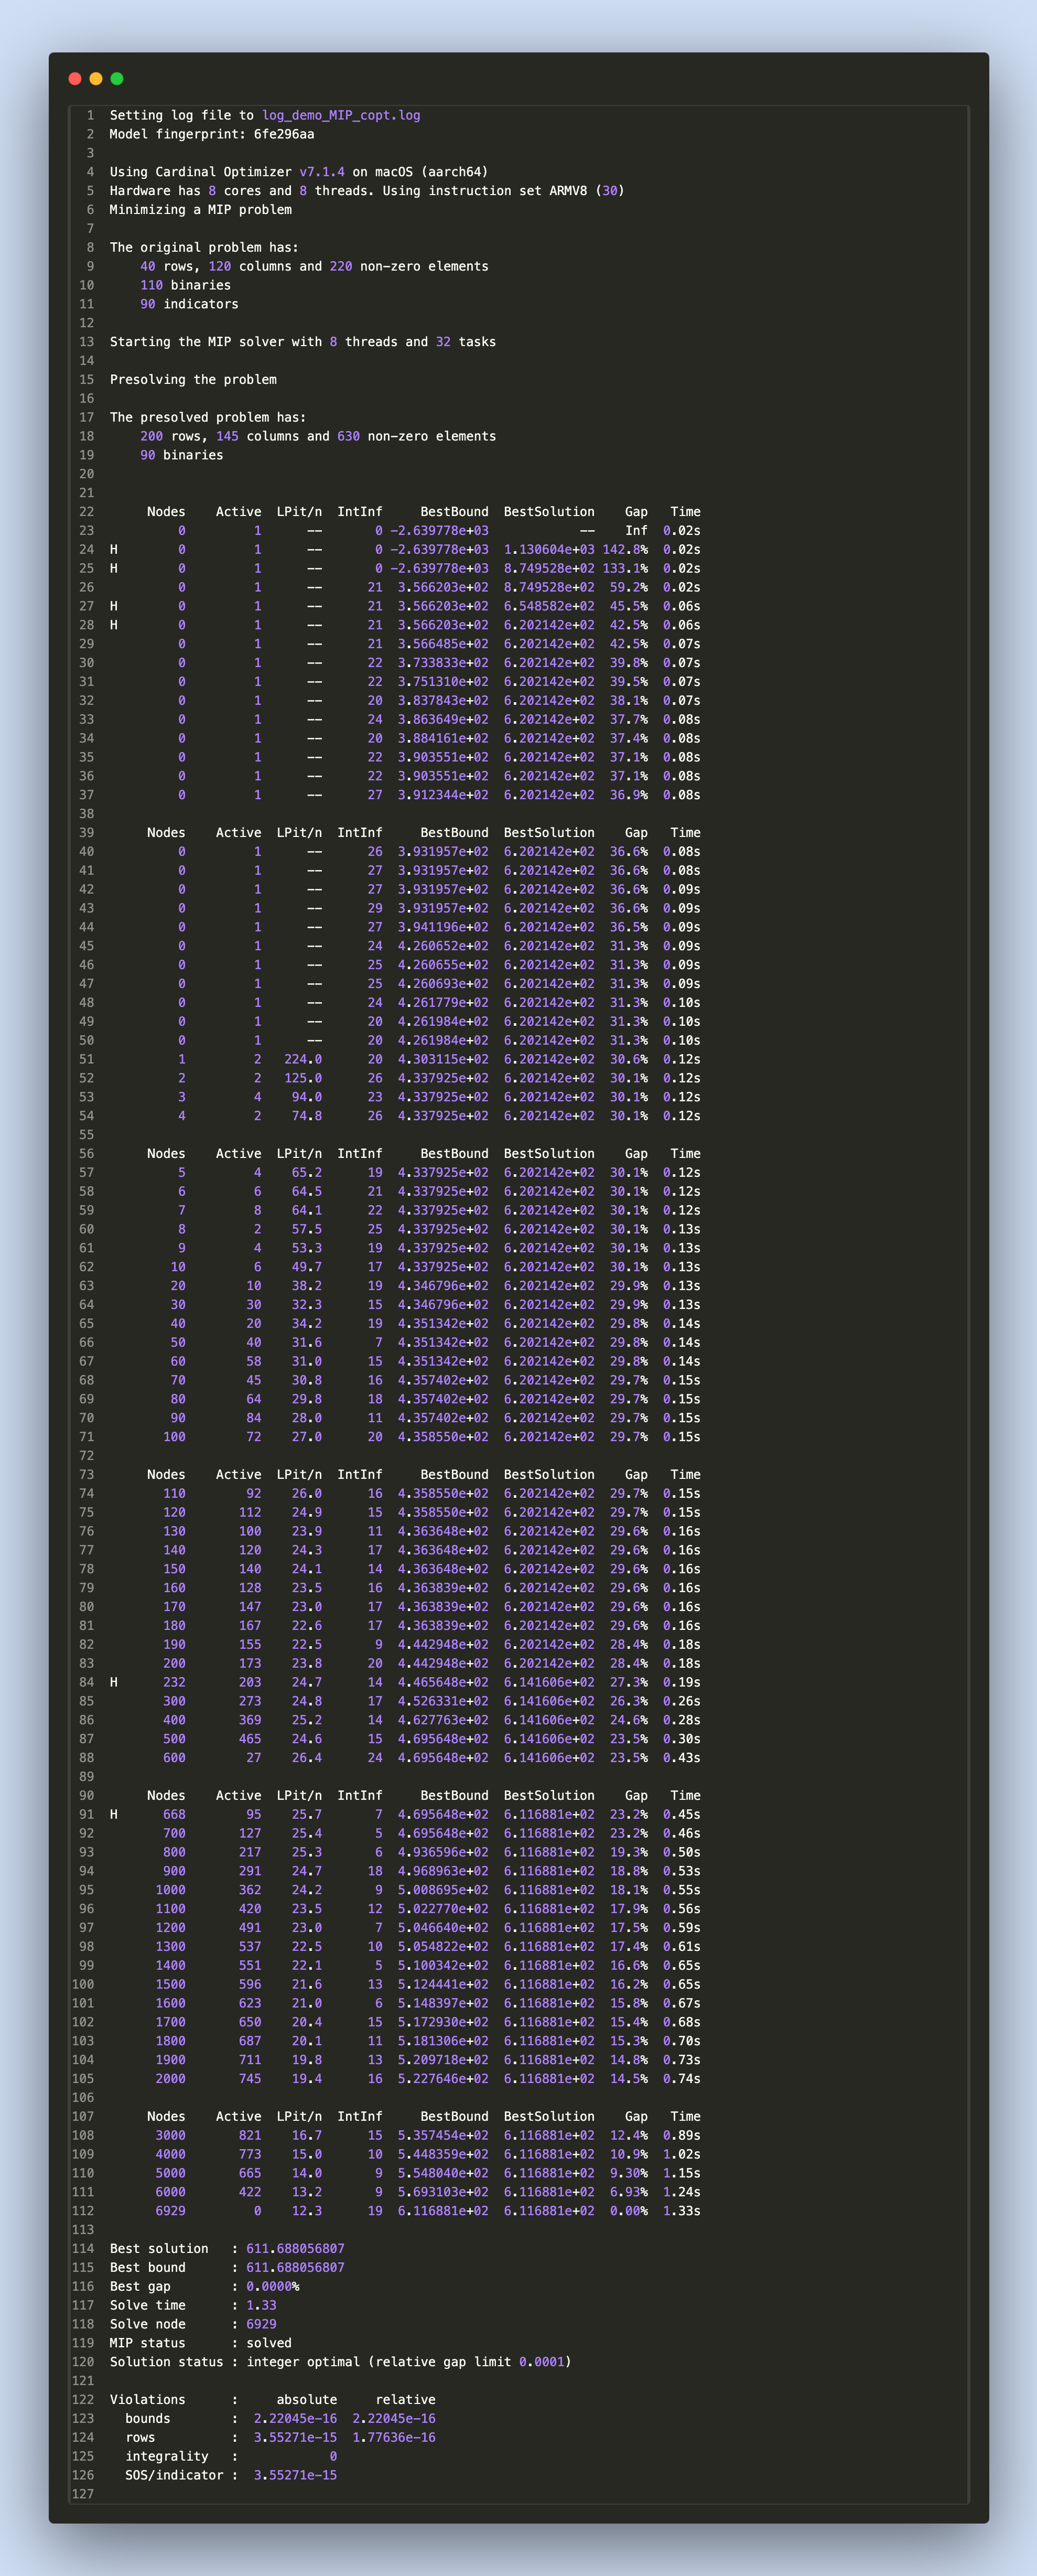 1 Setting log file to log_demo_MIP_copt.log
2 Model fingerprint: 6fe296aa
3
4 Using Cardinal Optimizer v7.1.4 on macOS (aarch64)
5 Hardware has 8 cores and 8 threads. Using instruction set ARMV8 (30)
6 Minimizing a MIP problem
7
8 The original problem has:
9 40 rows, 120 columns and 220 non-zero elements
10 110 binaries
11 90 indicators
12
13 Starting the MIP solver with 8 threads and 32 tasks
14
15 Presolving the problem
16
17 The presolved problem has:
18 200 rows, 145 columns and 630 non-zero elements
19 90 binaries
20
21
22 Nodes Active LPit/n IntInf BestBound BestSolution Gap Time
23 0 1 -- 0 -2.639778e+03 -- Inf 0.02s
24 H 0 1 -- 0 -2.639778e+03 1.130604e+03 142.8% 0.02s
25 H 0 1 -- 0 -2.639778e+03 8.749528e+02 133.1% 0.02s
26 0 1 -- 21 3.566203e+02 8.749528e+02 59.2% 0.02s
27 H 0 1 -- 21 3.566203e+02 6.548582e+02 45.5% 0.06s
28 H 0 1 -- 21 3.566203e+02 6.202142e+02 42.5% 0.06s
29 0 1 -- 21 3.566485e+02 6.202142e+02 42.5% 0.07s
30 0 1 -- 22 3.733833e+02 6.202142e+02 39.8% 0.07s
31 0 1 -- 22 3.751310e+02 6.202142e+02 39.5% 0.07s
32 0 1 -- 20 3.837843e+02 6.202142e+02 38.1% 0.07s
33 0 1 -- 24 3.863649e+02 6.202142e+02 37.7% 0.08s
34 0 1 -- 20 3.884161e+02 6.202142e+02 37.4% 0.08s
35 0 1 -- 22 3.903551e+02 6.202142e+02 37.1% 0.08s
36 0 1 -- 22 3.903551e+02 6.202142e+02 37.1% 0.08s
37 0 1 -- 27 3.912344e+02 6.202142e+02 36.9% 0.08s
38
39 Nodes Active LPit/n IntInf BestBound BestSolution Gap Time
40 0 1 -- 26 3.931957e+02 6.202142e+02 36.6% 0.08s
41 0 1 -- 27 3.931957e+02 6.202142e+02 36.6% 0.08s
42 0 1 -- 27 3.931957e+02 6.202142e+02 36.6% 0.09s
43 0 1 -- 29 3.931957e+02 6.202142e+02 36.6% 0.09s
44 0 1 -- 27 3.941196e+02 6.202142e+02 36.5% 0.09s
45 0 1 -- 24 4.260652e+02 6.202142e+02 31.3% 0.09s
46 0 1 -- 25 4.260655e+02 6.202142e+02 31.3% 0.09s
47 0 1 -- 25 4.260693e+02 6.202142e+02 31.3% 0.09s
48 0 1 -- 24 4.261779e+02 6.202142e+02 31.3% 0.10s
49 0 1 -- 20 4.261984e+02 6.202142e+02 31.3% 0.10s
50 0 1 -- 20 4.261984e+02 6.202142e+02 31.3% 0.10s
51 1 2 224.0 20 4.303115e+02 6.202142e+02 30.6% 0.12s
52 2 2 125.0 26 4.337925e+02 6.202142e+02 30.1% 0.12s
53 3 4 94.0 23 4.337925e+02 6.202142e+02 30.1% 0.12s
54 4 2 74.8 26 4.337925e+02 6.202142e+02 30.1% 0.12s
55
56 Nodes Active LPit/n IntInf BestBound BestSolution Gap Time
57 5 4 65.2 19 4.337925e+02 6.202142e+02 30.1% 0.12s
58 6 6 64.5 21 4.337925e+02 6.202142e+02 30.1% 0.12s
59 7 8 64.1 22 4.337925e+02 6.202142e+02 30.1% 0.12s
60 8 2 57.5 25 4.337925e+02 6.202142e+02 30.1% 0.13s
61 9 4 53.3 19 4.337925e+02 6.202142e+02 30.1% 0.13s
62 10 6 49.7 17 4.337925e+02 6.202142e+02 30.1% 0.13s
63 20 10 38.2 19 4.346796e+02 6.202142e+02 29.9% 0.13s
64 30 30 32.3 15 4.346796e+02 6.202142e+02 29.9% 0.13s
65 40 20 34.2 19 4.351342e+02 6.202142e+02 29.8% 0.14s
66 50 40 31.6 7 4.351342e+02 6.202142e+02 29.8% 0.14s
67 60 58 31.0 15 4.351342e+02 6.202142e+02 29.8% 0.14s
68 70 45 30.8 16 4.357402e+02 6.202142e+02 29.7% 0.15s
69 80 64 29.8 18 4.357402e+02 6.202142e+02 29.7% 0.15s
70 90 84 28.0 11 4.357402e+02 6.202142e+02 29.7% 0.15s
71 100 72 27.0 20 4.358550e+02 6.202142e+02 29.7% 0.15s
72
73 Nodes Active LPit/n IntInf BestBound BestSolution Gap Time
74 110 92 26.0 16 4.358550e+02 6.202142e+02 29.7% 0.15s
75 120 112 24.9 15 4.358550e+02 6.202142e+02 29.7% 0.15s
76 130 100 23.9 11 4.363648e+02 6.202142e+02 29.6% 0.16s
77 140 120 24.3 17 4.363648e+02 6.202142e+02 29.6% 0.16s
78 150 140 24.1 14 4.363648e+02 6.202142e+02 29.6% 0.16s
79 160 128 23.5 16 4.363839e+02 6.202142e+02 29.6% 0.16s
80 170 147 23.0 17 4.363839e+02 6.202142e+02 29.6% 0.16s
81 180 167 22.6 17 4.363839e+02 6.202142e+02 29.6% 0.16s
82 190 155 22.5 9 4.442948e+02 6.202142e+02 28.4% 0.18s
83 200 173 23.8 20 4.442948e+02 6.202142e+02 28.4% 0.18s
84 H 232 203 24.7 14 4.465648e+02 6.141606e+02 27.3% 0.19s
85 300 273 24.8 17 4.526331e+02 6.141606e+02 26.3% 0.26s
86 400 369 25.2 14 4.627763e+02 6.141606e+02 24.6% 0.28s
87 500 465 24.6 15 4.695648e+02 6.141606e+02 23.5% 0.30s
88 600 27 26.4 24 4.695648e+02 6.141606e+02 23.5% 0.43s
89
90 Nodes Active LPit/n IntInf BestBound BestSolution Gap Time
91 H 668 95 25.7 7 4.695648e+02 6.116881e+02 23.2% 0.45s
92 700 127 25.4 5 4.695648e+02 6.116881e+02 23.2% 0.46s
93 800 217 25.3 6 4.936596e+02 6.116881e+02 19.3% 0.50s
94 900 291 24.7 18 4.968963e+02 6.116881e+02 18.8% 0.53s
95 1000 362 24.2 9 5.008695e+02 6.116881e+02 18.1% 0.55s
96 1100 420 23.5 12 5.022770e+02 6.116881e+02 17.9% 0.56s
97 1200 491 23.0 7 5.046640e+02 6.116881e+02 17.5% 0.59s
98 1300 537 22.5 10 5.054822e+02 6.116881e+02 17.4% 0.61s
99 1400 551 22.1 5 5.100342e+02 6.116881e+02 16.6% 0.65s
100 1500 596 21.6 13 5.124441e+02 6.116881e+02 16.2% 0.65s
101 1600 623 21.0 6 5.148397e+02 6.116881e+02 15.8% 0.67s
102 1700 650 20.4 15 5.172930e+02 6.116881e+02 15.4% 0.68s
103 1800 687 20.1 11 5.181306e+02 6.116881e+02 15.3% 0.70s
104 1900 711 19.8 13 5.209718e+02 6.116881e+02 14.8% 0.73s
105 2000 745 19.4 16 5.227646e+02 6.116881e+02 14.5% 0.74s
106
107 Nodes Active LPit/n IntInf BestBound BestSolution Gap Time
108 3000 821 16.7 15 5.357454e+02 6.116881e+02 12.4% 0.89s
109 4000 773 15.0 10 5.448359e+02 6.116881e+02 10.9% 1.02s
110 5000 665 14.0 9 5.548040e+02 6.116881e+02 9.30% 1.15s
111 6000 422 13.2 9 5.693103e+02 6.116881e+02 6.93% 1.24s
112 6929 0 12.3 19 6.116881e+02 6.116881e+02 0.00% 1.33s
113
114 Best solution : 611.688056807
115 Best bound : 611.688056807
116 Best gap : 0.0000%
117 Solve time : 1.33
118 Solve node : 6929
119 MIP status : solved
120 Solution status : integer optimal (relative gap limit 0.0001)
121
122 Violations : absolute relative
123 bounds : 2.22045e-16 2.22045e-16
124 rows : 3.55271e-15 1.77636e-16
125 integrality : 0
126 SOS/indicator : 3.55271e-15
127